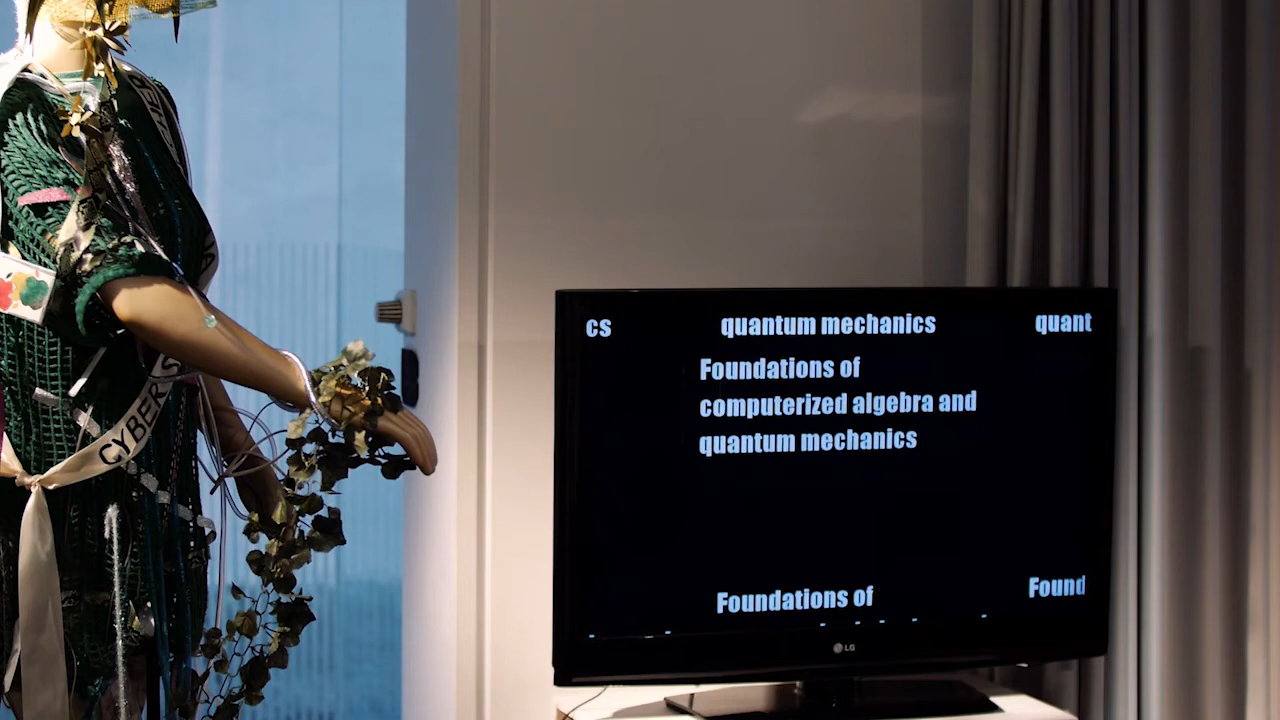 CYBER
cs quantum mechanics quant
Foundations of
computerized algebra and
quantum mechanics
Foundations of Found
LG